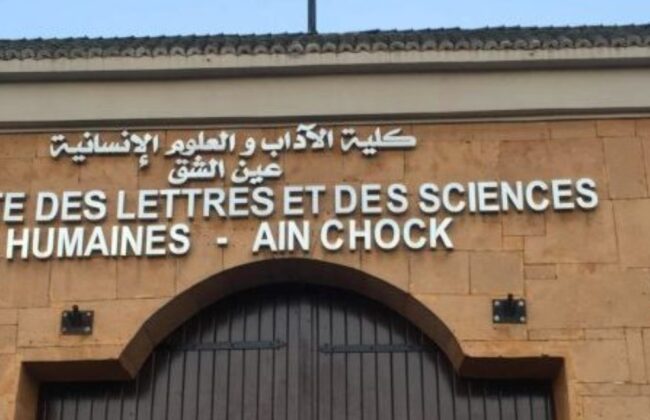 كلية الآداب و العلوم الإنسانية
عين الشق
TE DES LETTRES ET DES SCIENCES
HUMAINES - AIN CHOCK